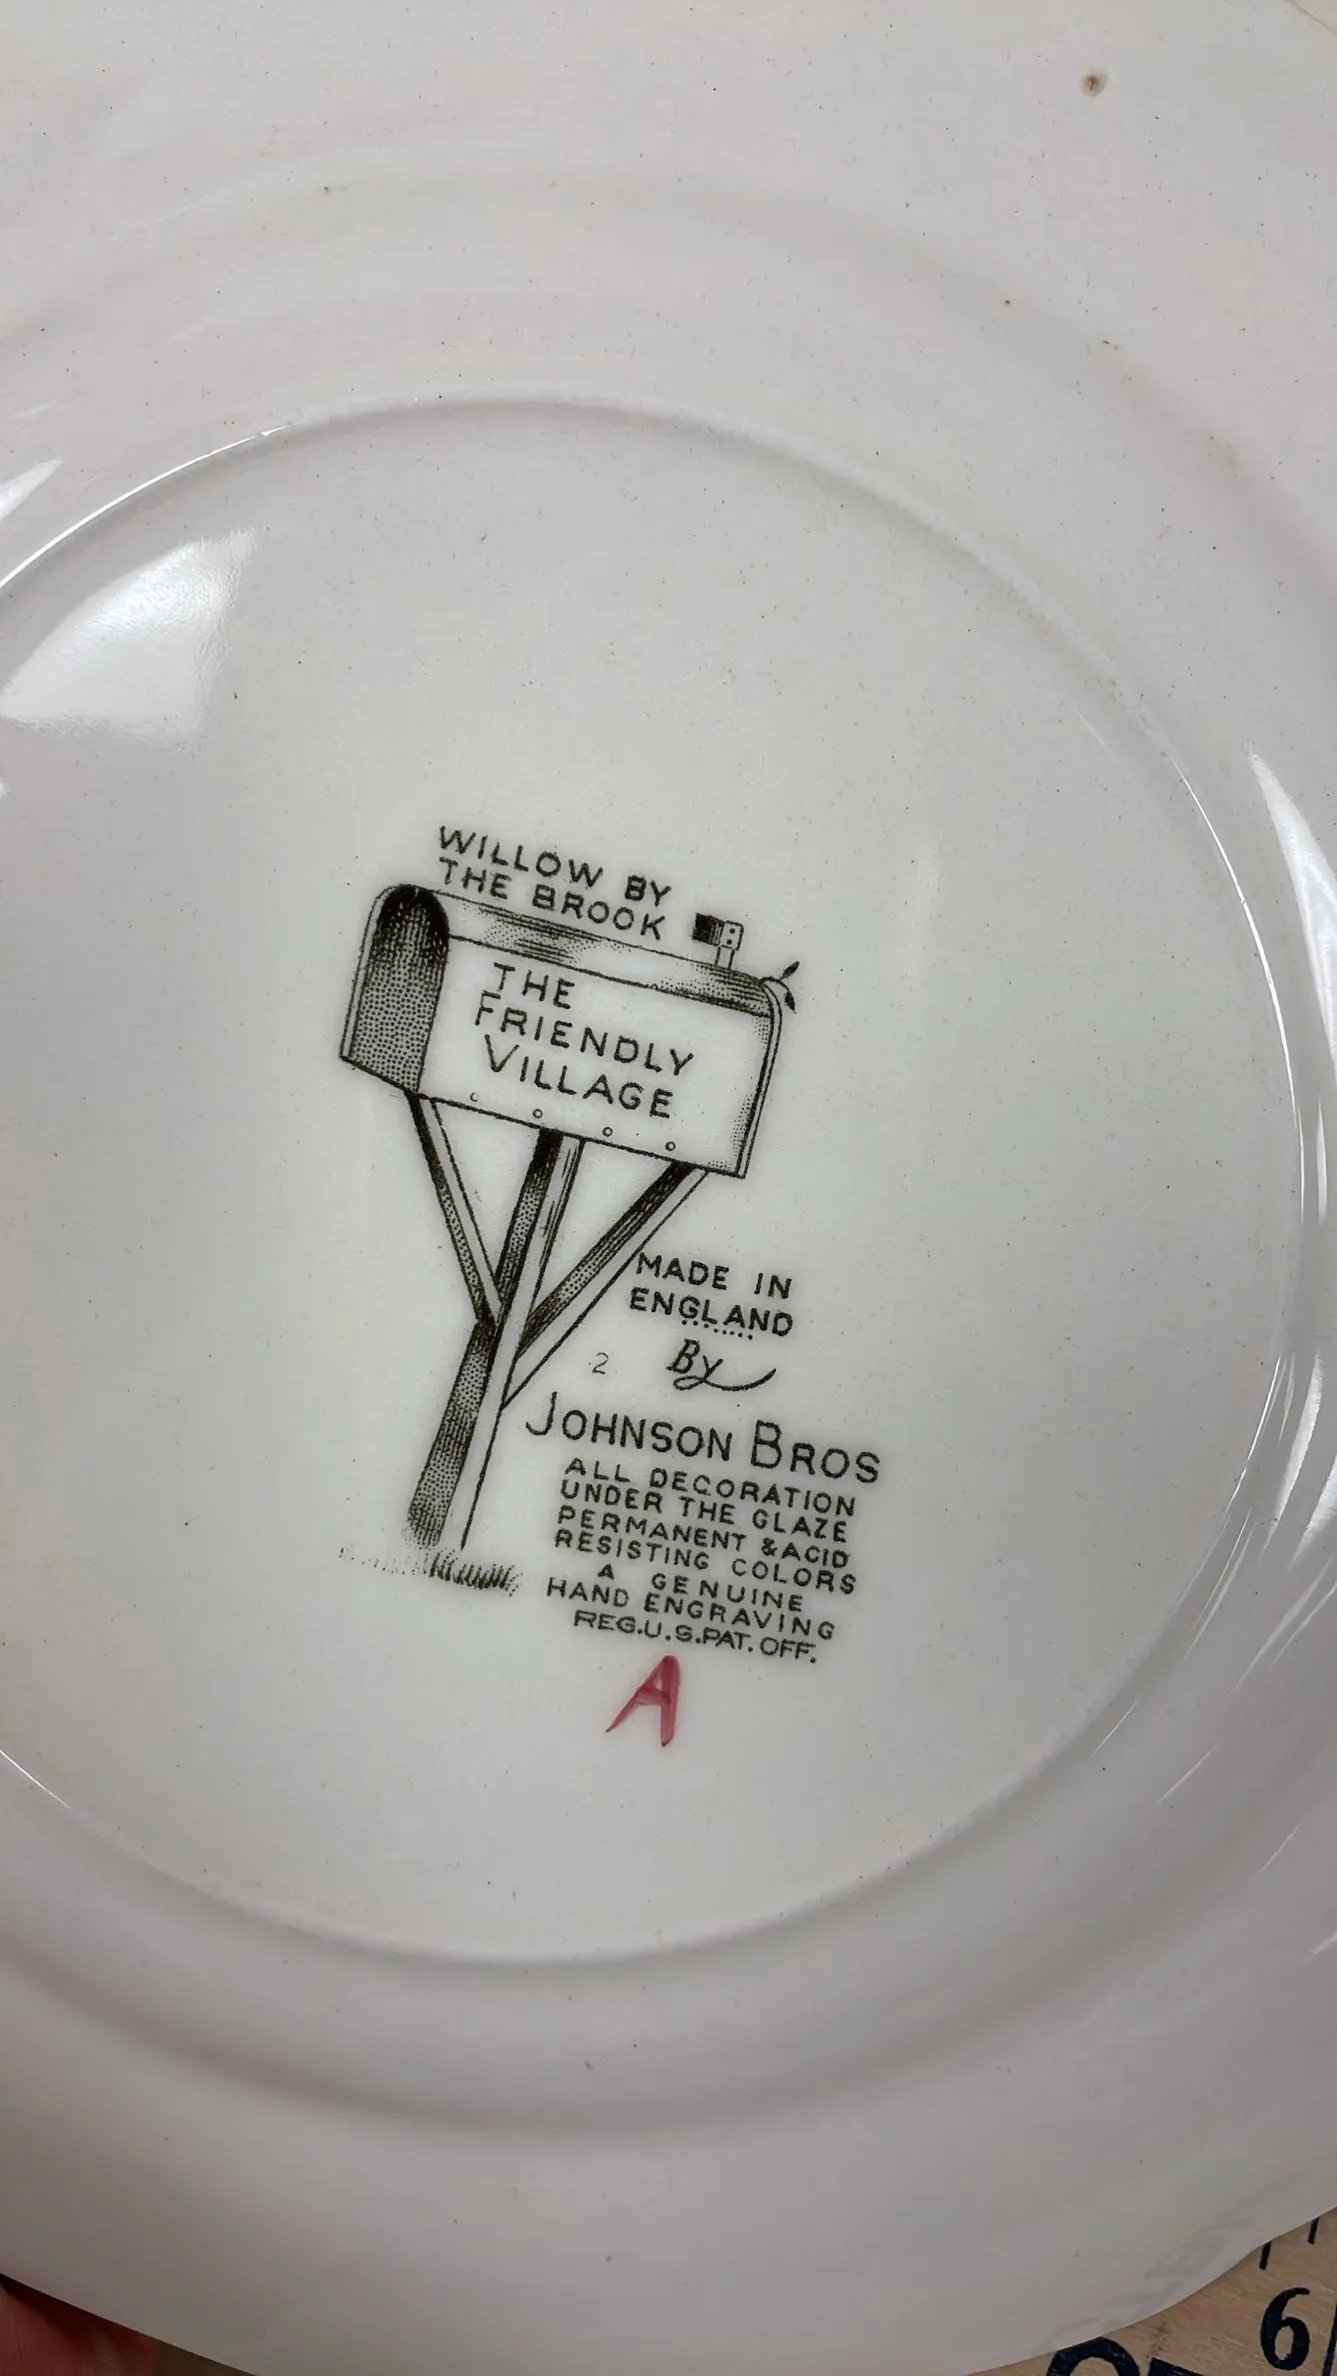 WILLOW BY
THE BROOK
THE
FRIENDLY
VILLAGE
MADE IN
ENGLAND
2 By
JOHNSON BROS
ALL DECORATION
UNDER THE GLAZE
PERMANENT & ACID
RESISTING COLORS
A GENUINE
HAND ENGRAVING
REG.U.S.PAT.OFF.
A
6